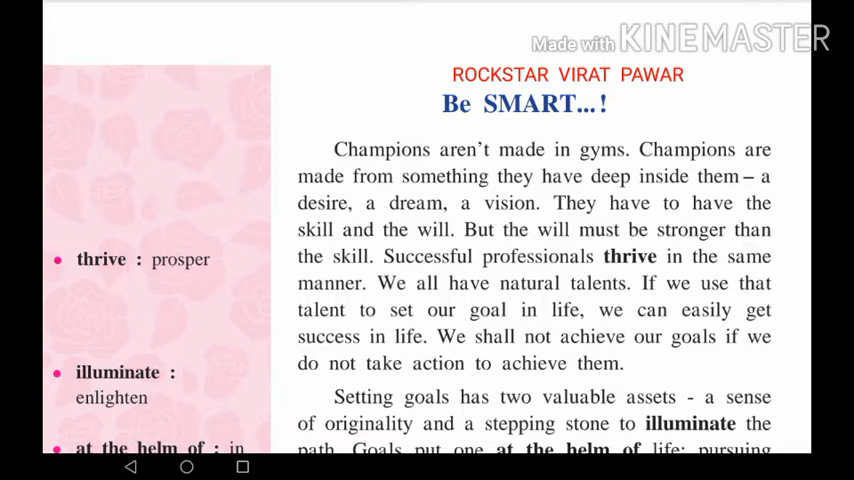 Made with KINEMASTER
ROCKSTAR VIRAT PAWAR
Be SMART...!
Champions aren't made in gyms. Champions are
made from something they have deep inside them – a
desire, a dream, a vision. They have to have the
skill and the will. But the will must be stronger than
the skill. Successful professionals thrive in the same
manner. We all have natural talents. If we use that
talent to set our goal in life, we can easily get
success in life. We shall not achieve our goals if we
do not take action to achieve them.
Setting goals has two valuable assets - a sense
of originality and a stepping stone to illuminate the
path. Goals put one at the helm of life; pursuing
• thrive : prosper
• illuminate :
enlighten
• at the helm of : in